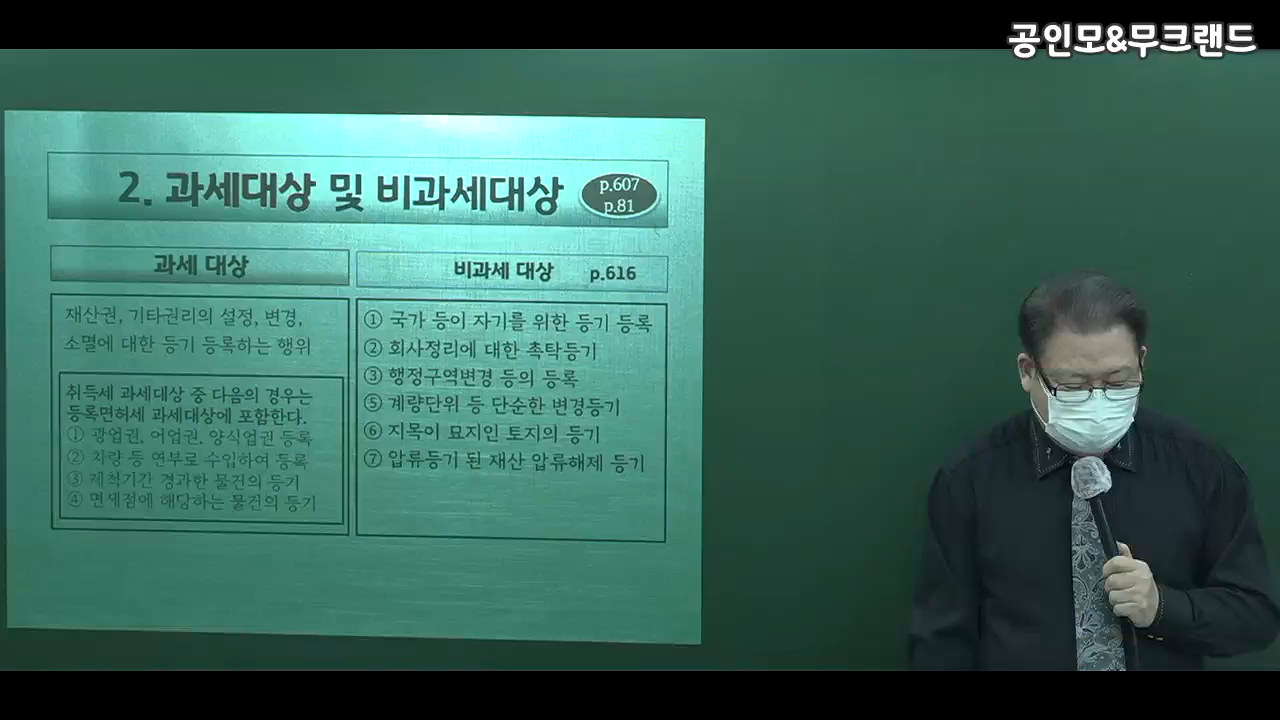 공인모&무크랜드
2. 과세대상 및 비과세대상
p.607
p.81
과세 대상
비과세 대상 p.616
재산권, 기타권리의 설정, 변경,
소멸에 대한 등기 등록하는 행위
취득세 과세대상 중 다음의 경우는
등록면허세 과세대상에 포함한다.
① 광업권, 어업권, 양식업권 등록
② 차량 등 연부로 수입하여 등록
③ 제척기간 경과한 물건의 등기
④ 면세점에 해당하는 물건의 등기
① 국가 등이 자기를 위한 등기 등록
② 회사정리에 대한 촉탁등기
③ 행정구역변경 등의 등록
⑤ 계량단위 등 단순한 변경등기
⑥ 지목이 묘지인 토지의 등기
⑦ 압류등기 된 재산 압류해제 등기